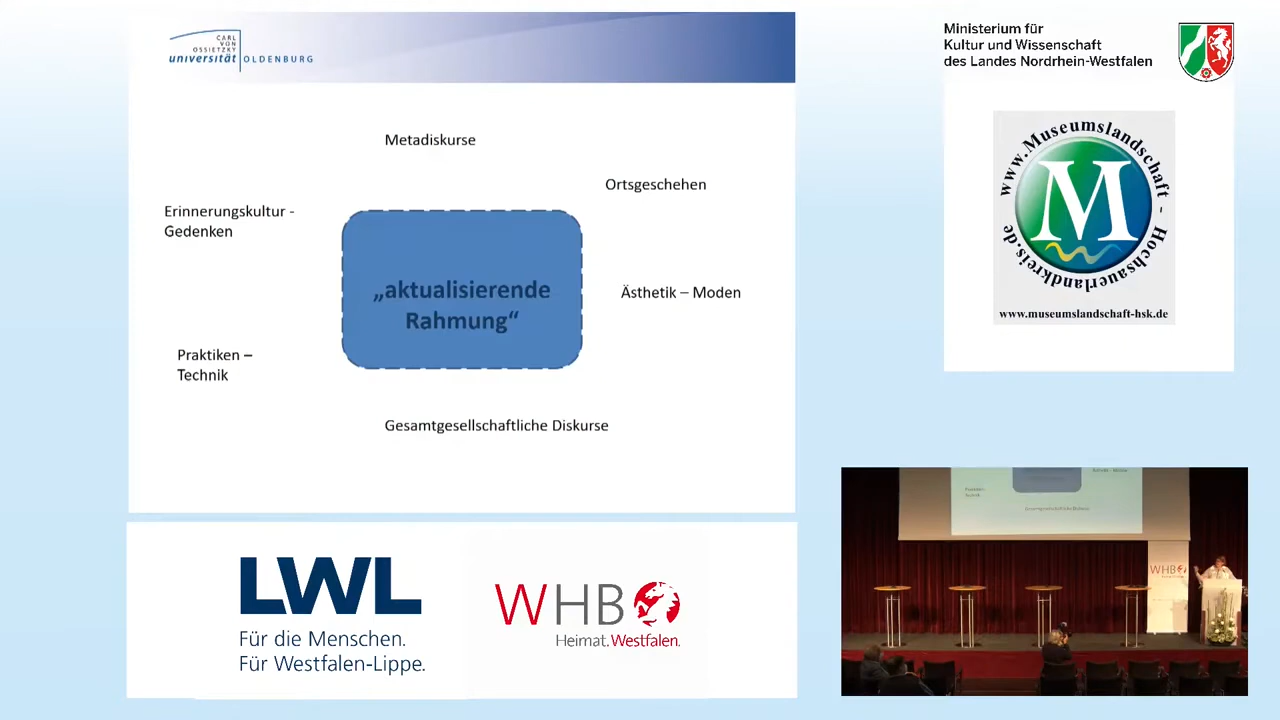 CARL
VON
OSSIETZKY
universität OLDENBURG
Metadiskurse
Ortsgeschehen
Erinnerungskultur -
Gedenken
„aktualisierende
Rahmung“
Ästhetik – Moden
Praktiken –
Technik
Gesamtgesellschaftliche Diskurse
Ministerium für
Kultur und Wissenschaft
des Landes Nordrhein-Westfalen
www.Museumslandschaft - Hochsauerlandkreis.de
M
www.museumslandschaft-hsk.de
LWL
Für die Menschen.
Für Westfalen-Lippe.
WHB
Heimat.Westfalen.
WHB